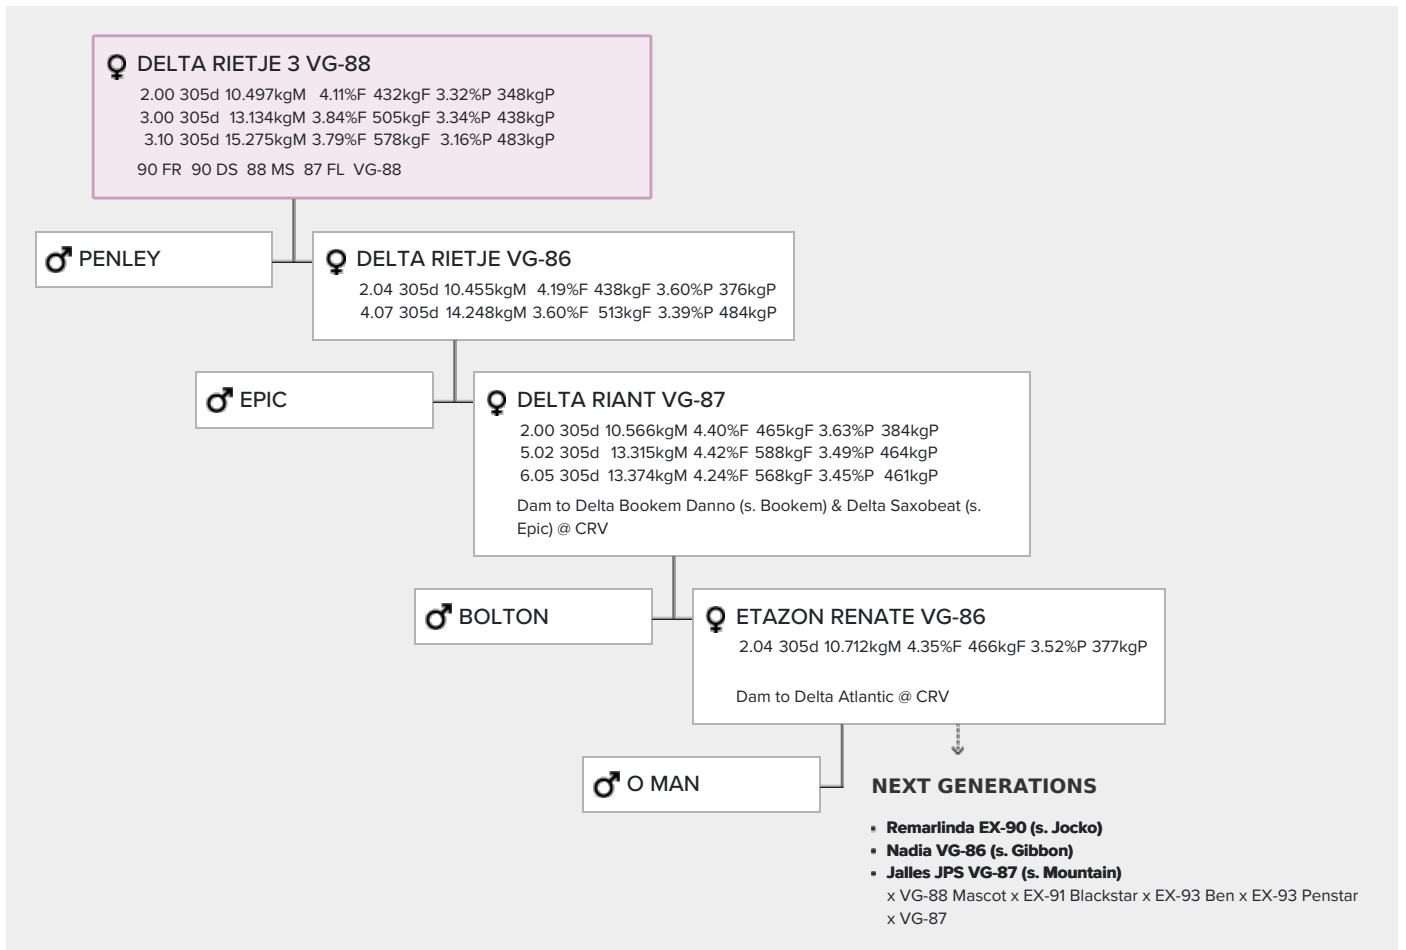 DELTA RIETJE 3 VG-88
2.00 305d 10.497kgM 4.11%F 432kgF 3.32%P 348kgP
3.00 305d 13.134kgM 3.84%F 505kgF 3.34%P 438kgP
3.10 305d 15.275kgM 3.79%F 578kgF 3.16%P 483kgP
90 FR 90 DS 88 MS 87 FL VG-88
PENLEY
DELTA RIETJE VG-86
2.04 305d 10.455kgM 4.19%F 438kgF 3.60%P 376kgP
4.07 305d 14.248kgM 3.60%F 513kgF 3.39%P 484kgP
EPIC
DELTA RIANT VG-87
2.00 305d 10.566kgM 4.40%F 465kgF 3.63%P 384kgP
5.02 305d 13.315kgM 4.42%F 588kgF 3.49%P 464kgP
6.05 305d 13.374kgM 4.24%F 568kgF 3.45%P 461kgP
Dam to Delta Bookem Danno (s. Bookem) & Delta Saxobeat (s.
Epic) @ CRV
BOLTON
ETAZON RENATE VG-86
2.04 305d 10.712kgM 4.35%F 466kgF 3.52%P 377kgP
Dam to Delta Atlantic @ CRV
O MAN
NEXT GENERATIONS
Remarlinda EX-90 (s. Jocko)
Nadia VG-86 (s. Gibbon)
Jalles JPS VG-87 (s. Mountain)
x VG-88 Mascot x EX-91 Blackstar x EX-93 Ben x EX-93 Penstar
x VG-87